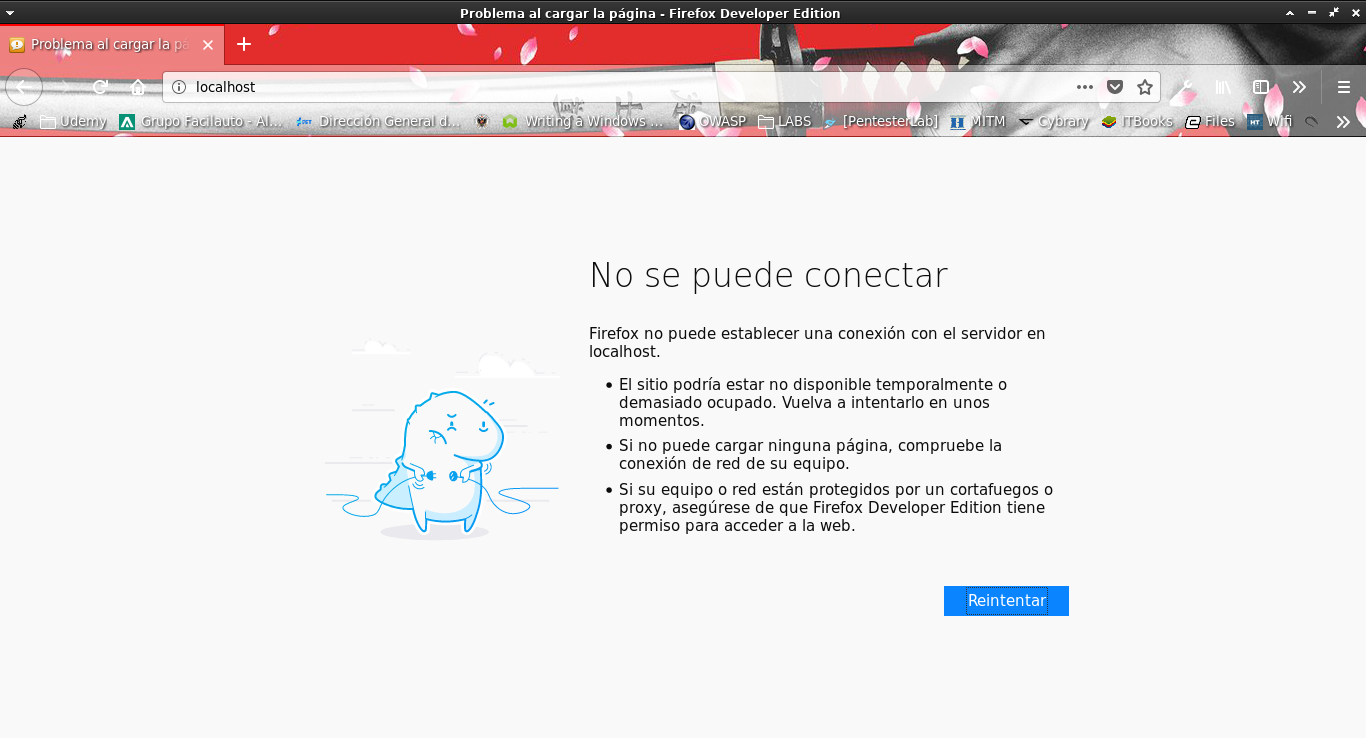 Problema al cargar la página - Firefox Developer Edition
Problema al cargar la pá
localhost
Udemy Grupo Facilauto - Al... Dirección General d... Writing a Windows ... OWASP LABS [PentesterLab] MITM Cybrary ITBooks Files HT Wifi
No se puede conectar
Firefox no puede establecer una conexión con el servidor en
localhost.
• El sitio podría estar no disponible temporalmente o
demasiado ocupado. Vuelva a intentarlo en unos
momentos.
• Si no puede cargar ninguna página, compruebe la
conexión de red de su equipo.
• Si su equipo o red están protegidos por un cortafuegos o
proxy, asegúrese de que Firefox Developer Edition tiene
permiso para acceder a la web.
Reintentar